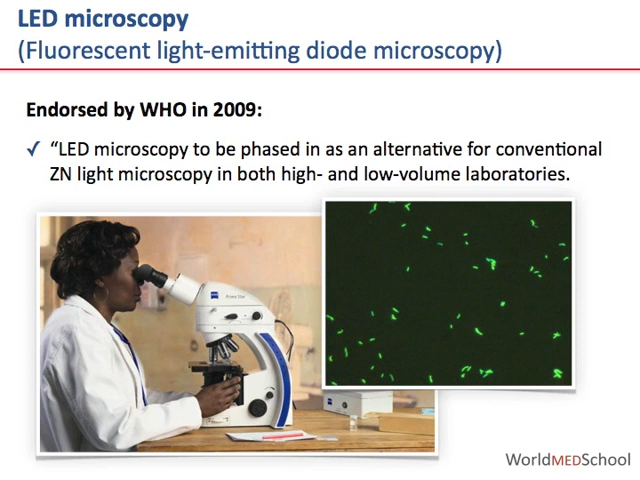 LED microscopy
(Fluorescent light-emitting diode microscopy)
Endorsed by WHO in 2009:
✓ “LED microscopy to be phased in as an alternative for conventional
ZN light microscopy in both high- and low-volume laboratories.
WorldMEDSchool